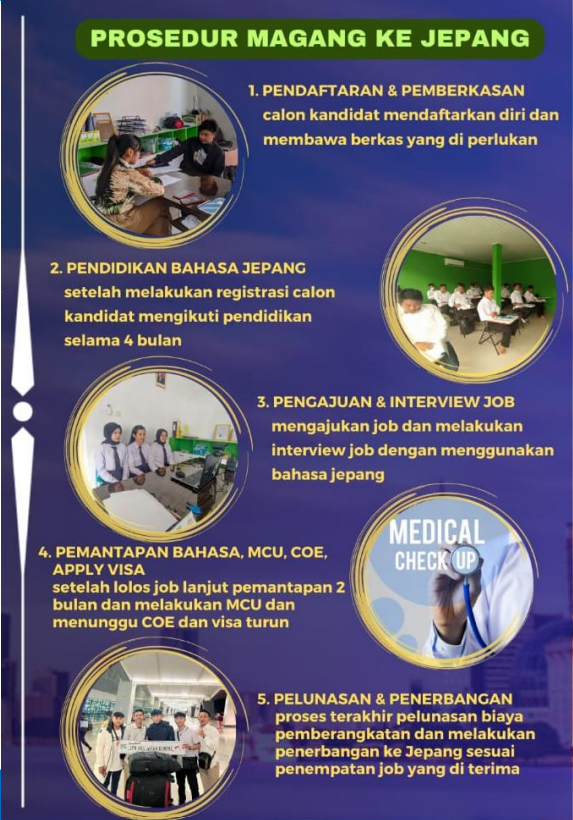 PROSEDUR MAGANG KE JEPANG
1. PENDAFTARAN & PEMBERKASAN
calon kandidat mendaftarkan diri dan
membawa berkas yang di perlukan
2. PENDIDIKAN BAHASA JEPANG
setelah melakukan registrasi calon
kandidat mengikuti pendidikan
selama 4 bulan
3. PENGAJUAN & INTERVIEW JOB
mengajukan job dan melakukan
interview job dengan menggunakan
bahasa jepang
MEDICAL
CHECK UP
4. PEMANTAPAN BAHASA, MCU, COE,
APPLY VISA
setelah lolos job lanjut pemantapan 2
bulan dan melakukan MCU dan
menunggu COE dan visa turun
5. PELUNASAN & PENERBANGAN
proses terakhir pelunasan biaya
pemberangkatan dan melakukan
penerbangan ke Jepang sesuai
penempatan job yang di terima